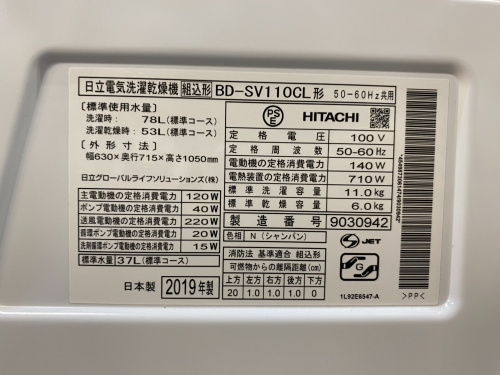 日立電気洗濯乾燥機 組込形 BD-SV110CL形 50-60Hz共用
[標準使用水量]
洗濯時: 78L(標準コース)
洗濯乾燥時: 53L(標準コース)
[外形寸法]
幅630×奥行715×高さ1050mm
日立グローバルライフソリューションズ(株)
主電動機の定格消費電力 120W
ポンプ電動機の定格消費電力 40W
送風電動機の定格消費電力 220W
循環ポンプ電動機の定格消費電力 20W
洗剤循環ポンプ電動機の定格消費電力 15W
標準水量:37L(標準コース)
日本製 2019年製
PSE HITACHI
定格電圧 100V
定格周波数 50-60Hz
電動機の定格消費電力 140W
電熱装置の定格消費電力 710W
標準洗濯容量 11.0kg
標準乾燥容量 6.0kg
製造番号 9030942
色相 N (シャンパン)
消防法 基準適合 組込形
可燃物からの離隔距離(cm)
上方 左方 右方 後方 下方
20 1.0 1.0 1.0 0
S JET
G
1L92E6547-A
>PP<